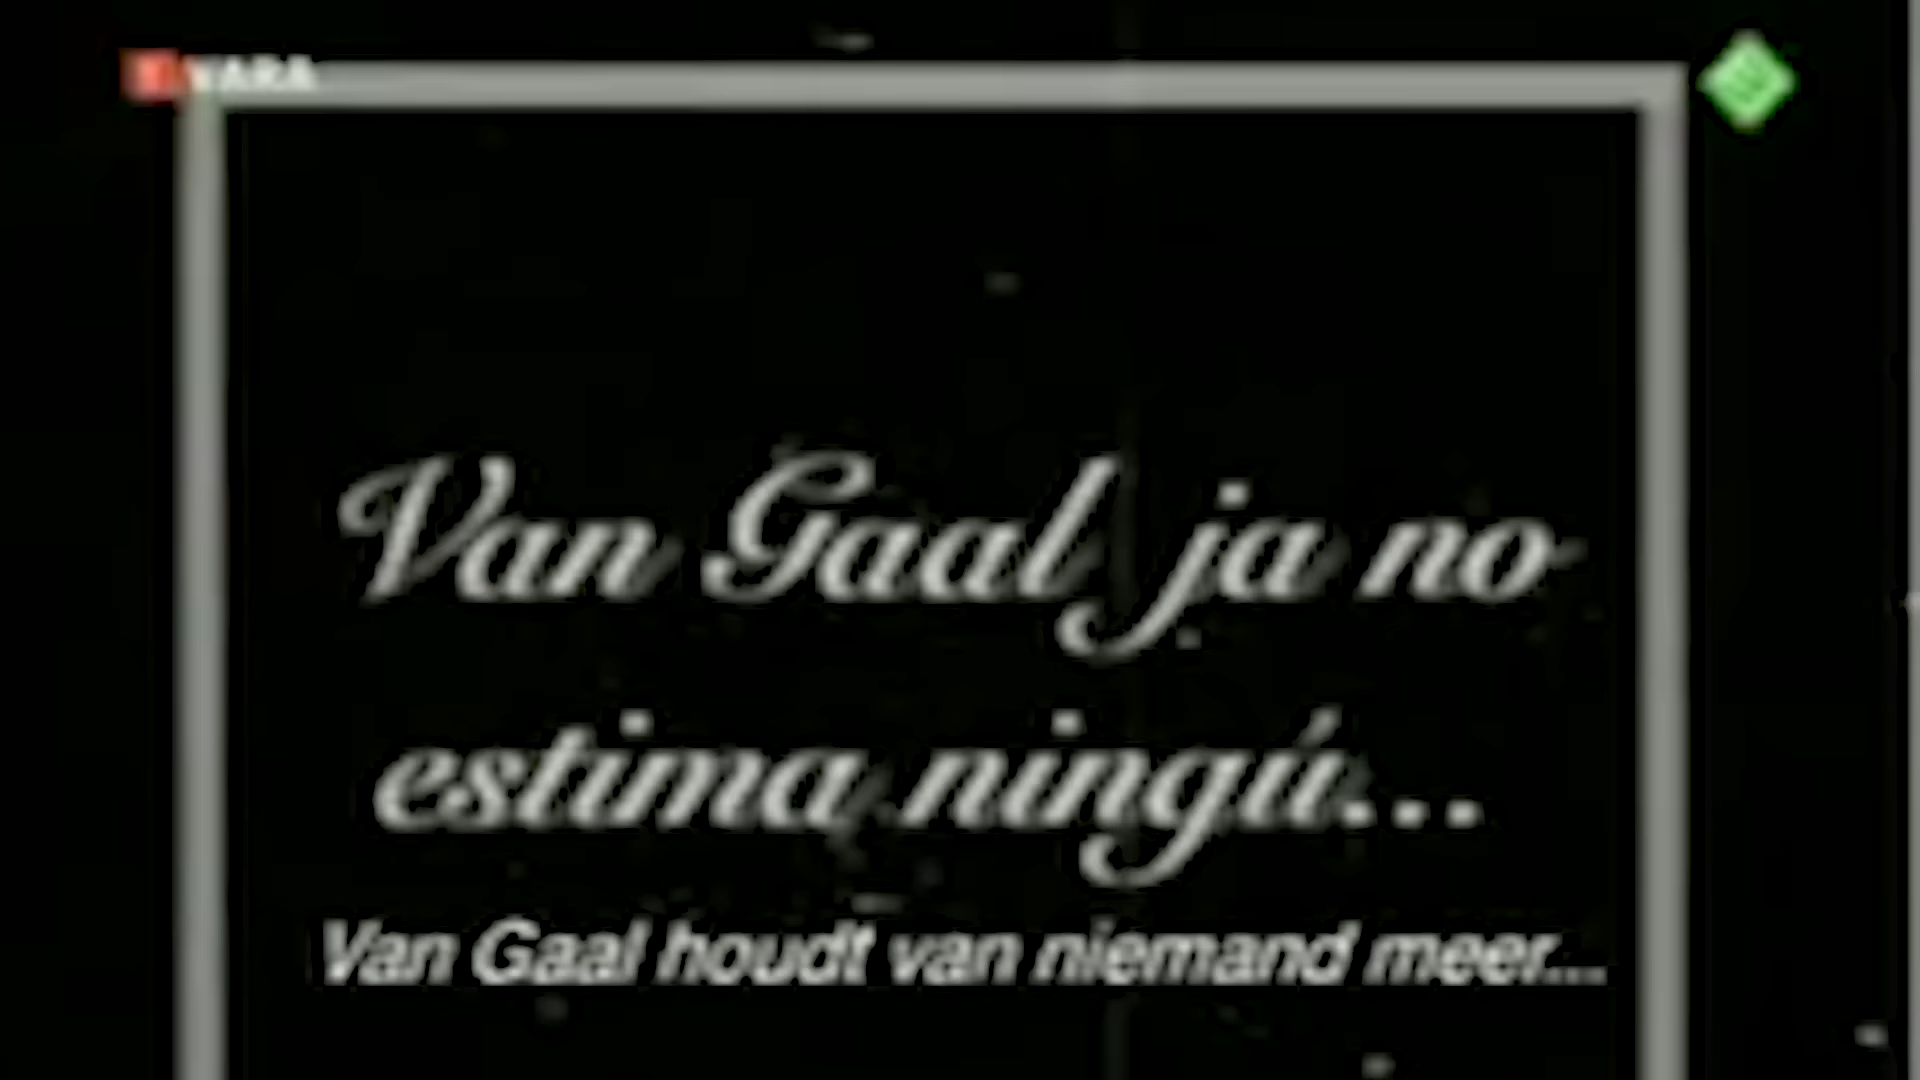 VARA
Van Gaal ja no
estima ningú...
Van Gaal houdt van niemand meer...